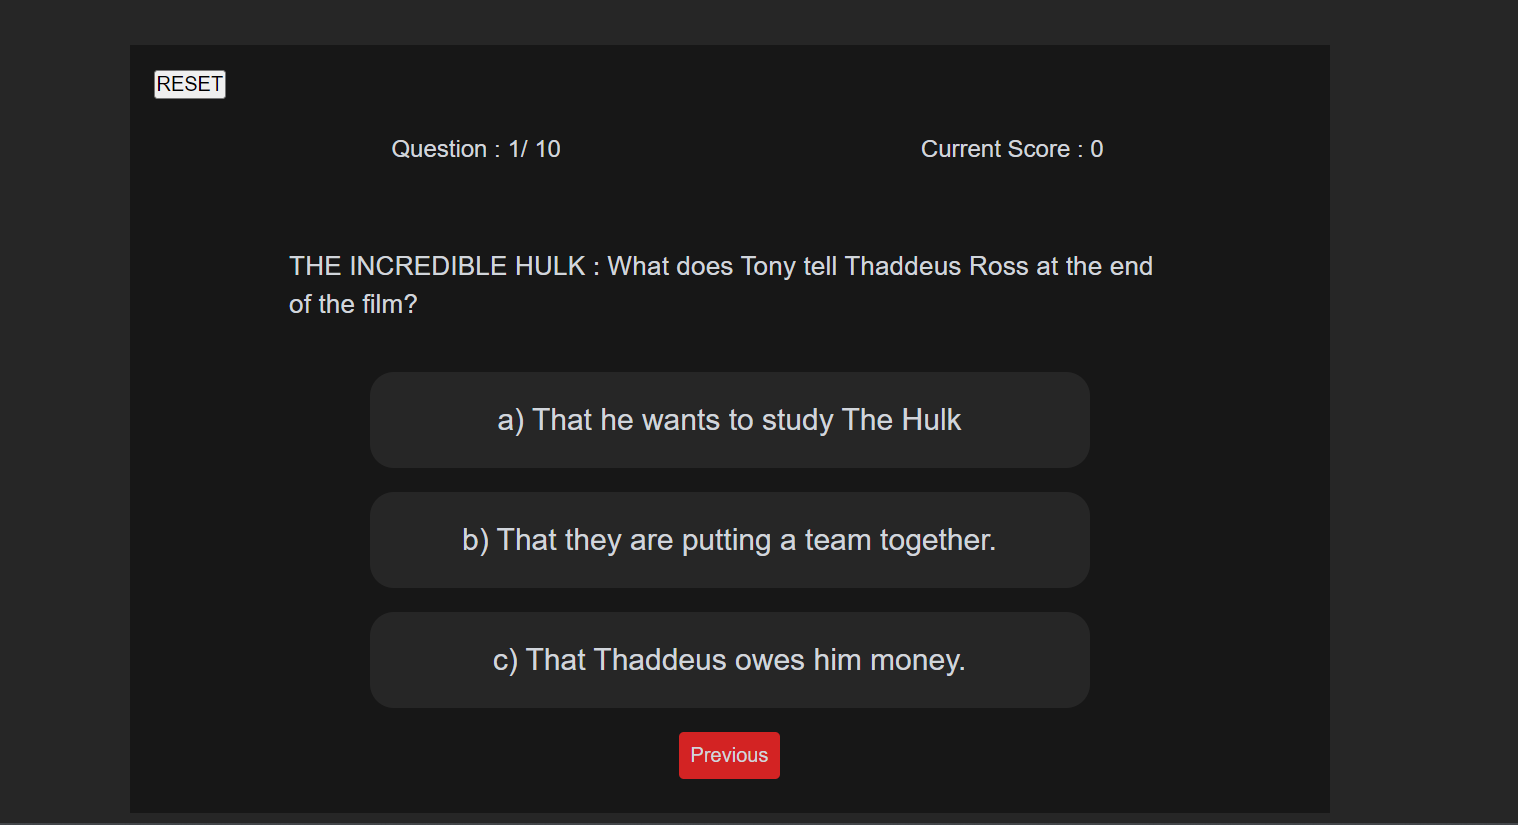 RESET
Question : 1/ 10
Current Score : 0
THE INCREDIBLE HULK : What does Tony tell Thaddeus Ross at the end
of the film?
a) That he wants to study The Hulk
b) That they are putting a team together.
c) That Thaddeus owes him money.
Previous